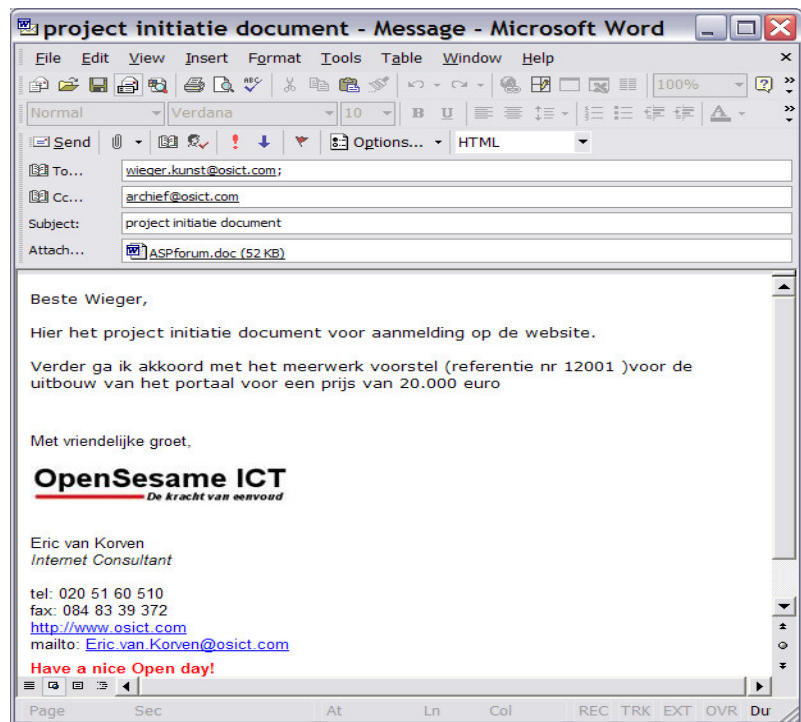 project initiatie document - Message - Microsoft Word
File Edit View Insert Format Tools Table Window Help
100%
Normal Verdana 10 B U A
Send Options... HTML
To... wieger.kunst@osict.com;
Cc... archief@osict.com
Subject: project initiatie document
Attach... ASPforum.doc (52 KB)
Beste Wieger,
Hier het project initiatie document voor aanmelding op de website.
Verder ga ik akkoord met het meerwerk voorstel (referentie nr 12001 )voor de
uitbouw van het portaal voor een prijs van 20.000 euro
Met vriendelijke groet,
OpenSesame ICT
De kracht van eenvoud
Eric van Korven
Internet Consultant
tel: 020 51 60 510
fax: 084 83 39 372
http://www.osict.com
mailto: Eric.van.Korven@osict.com
Have a nice Open day!
Page Sec At Ln Col REC TRK EXT OVR Dut